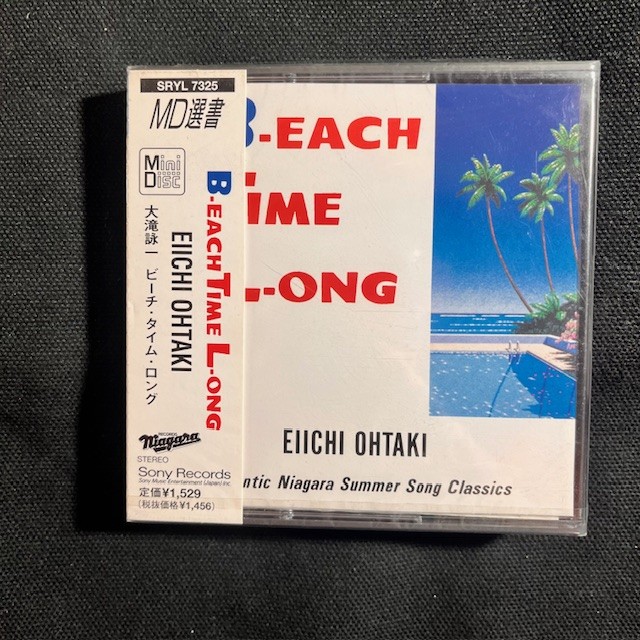 SRYL 7325
MD選書
Mini
Disc
B-EACH TIME L-ONG
EIICHI OHTAKI
大滝詠一 ビーチ・タイム・ロング
RECORDS
Niagara
STEREO
Sony Records
Sony Music Entertainment (Japan) Inc.
定価¥1,529
(税抜価格¥1,456)
B-EACH
TIME
L-ONG
EIICHI OHTAKI
ntic Niagara Summer Song Classics